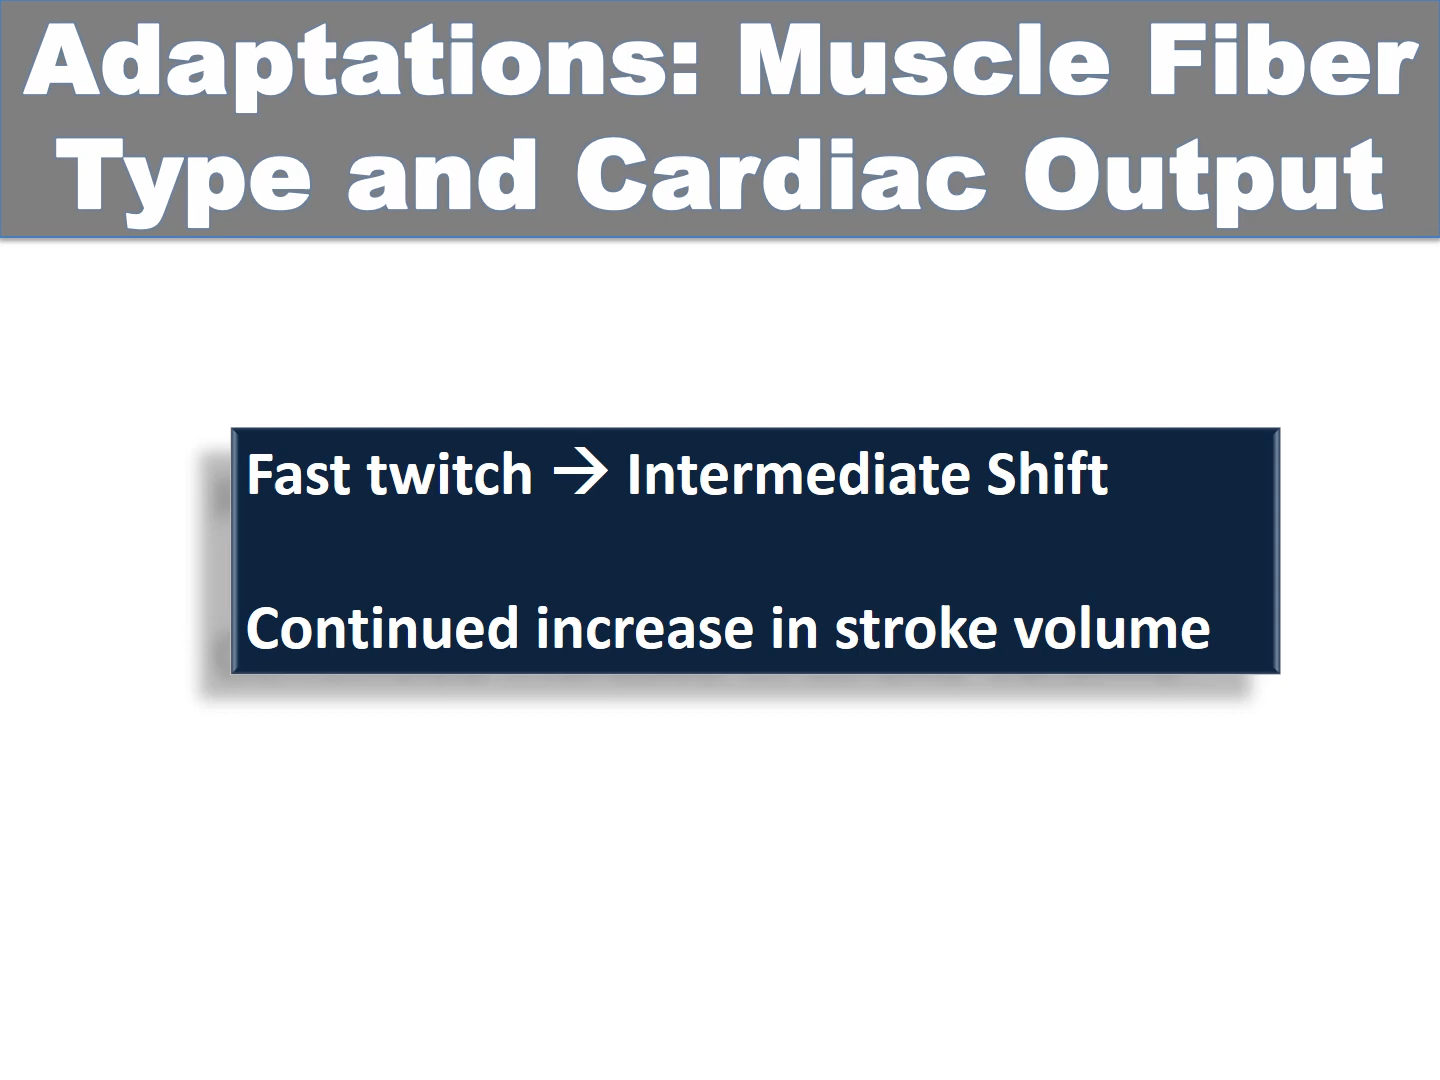 Adaptations: Muscle Fiber
Type and Cardiac Output
Fast twitch → Intermediate Shift
Continued increase in stroke volume